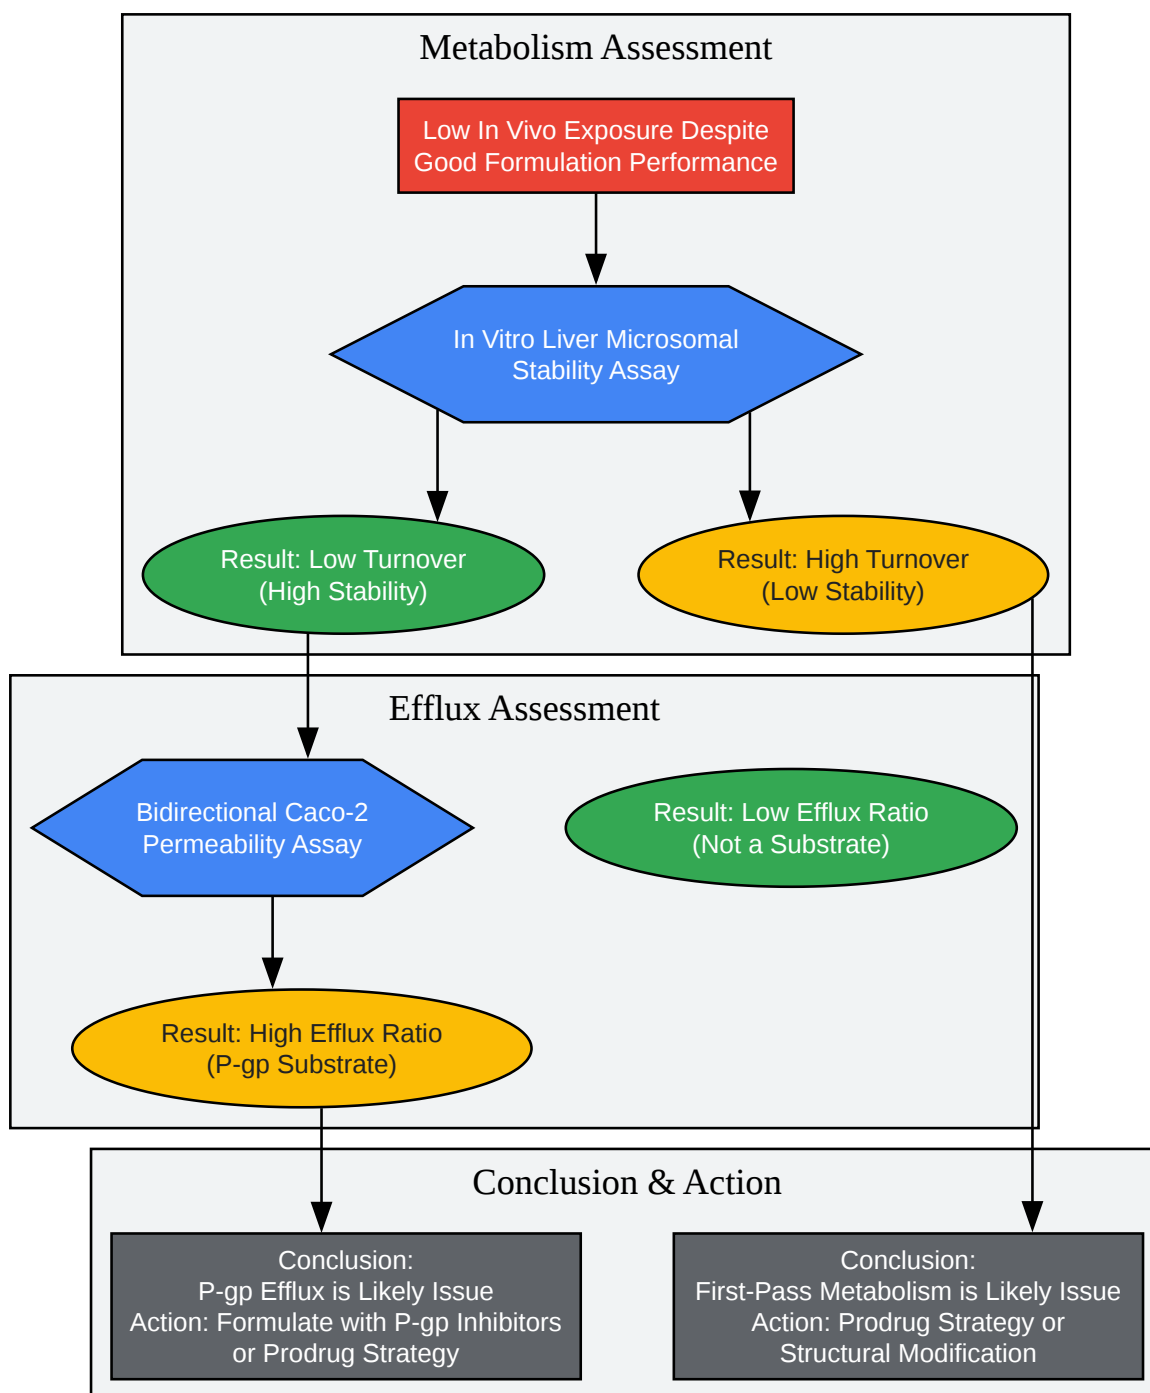 Metabolism Assessment
Low In Vivo Exposure Despite
Good Formulation Performance
In Vitro Liver Microsomal
Stability Assay
Result: Low Turnover
(High Stability)
Result: High Turnover
(Low Stability)
Efflux Assessment
Bidirectional Caco-2
Permeability Assay
Result: Low Efflux Ratio
(Not a Substrate)
Result: High Efflux Ratio
(P-gp Substrate)
Conclusion & Action
Conclusion:
P-gp Efflux is Likely Issue
Action: Formulate with P-gp Inhibitors
or Prodrug Strategy
Conclusion:
First-Pass Metabolism is Likely Issue
Action: Prodrug Strategy or
Structural Modification